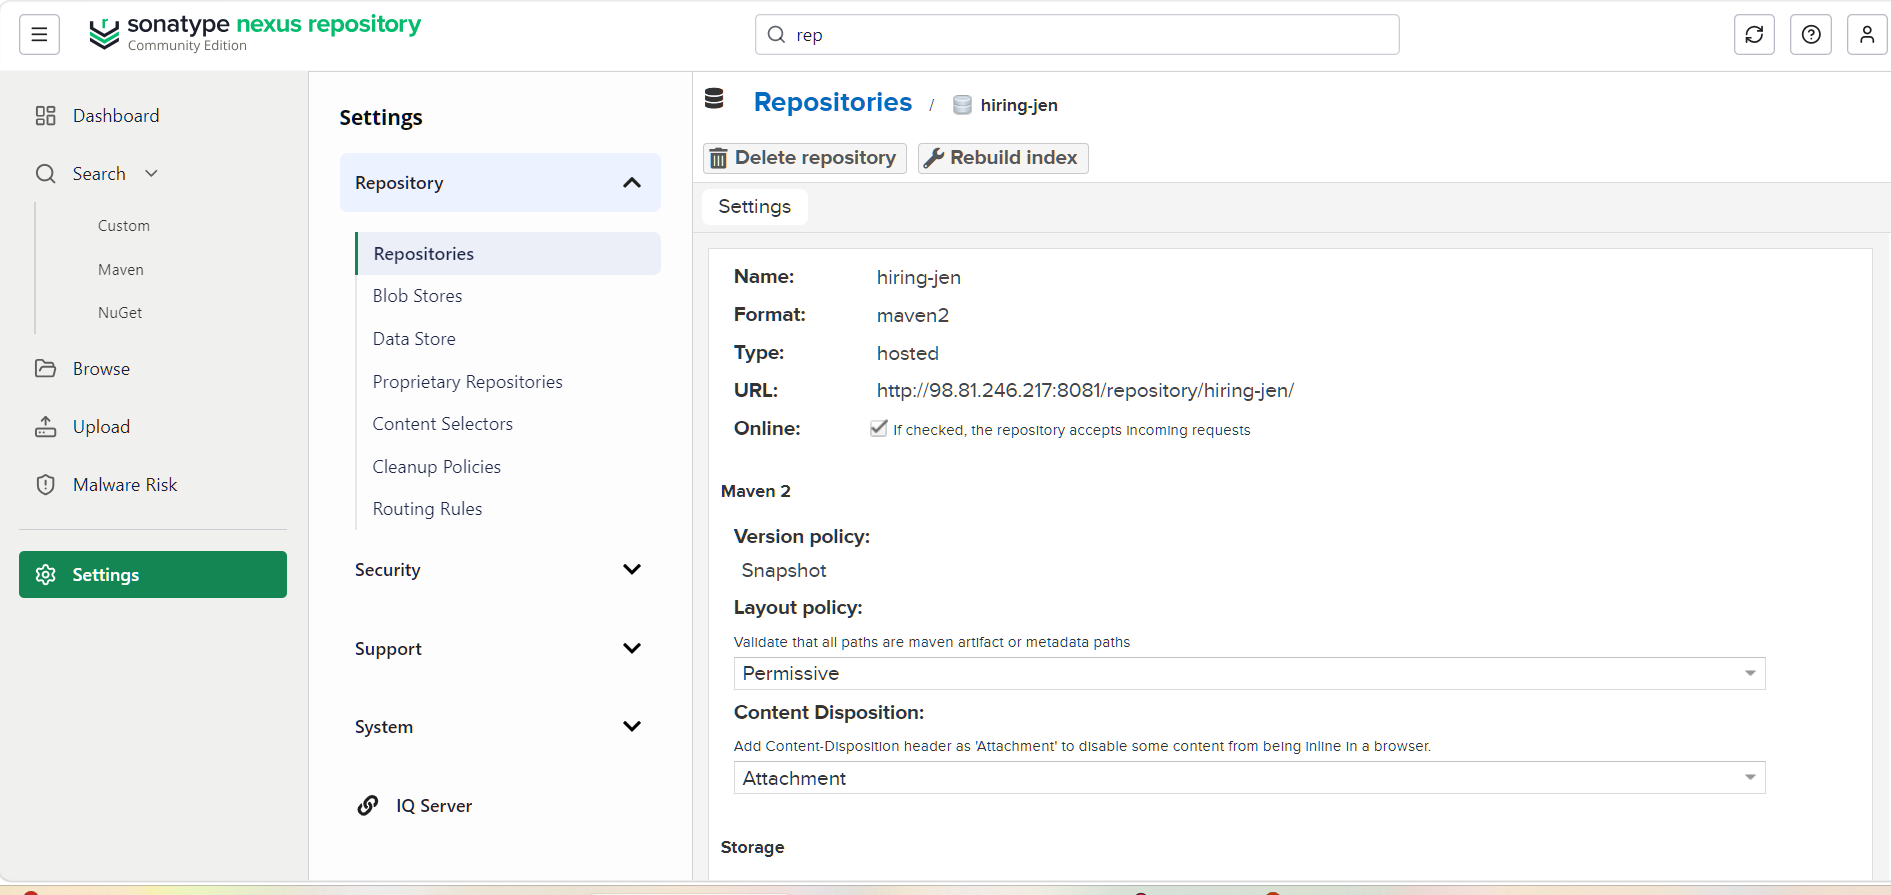 sonatype nexus repository
Community Edition
rep
Dashboard
Search
Custom
Maven
NuGet
Browse
Upload
Malware Risk
Settings
Settings
Repository
Repositories
Blob Stores
Data Store
Proprietary Repositories
Content Selectors
Cleanup Policies
Routing Rules
Security
Support
System
IQ Server
Repositories / hiring-jen
Delete repository Rebuild index
Settings
Name: hiring-jen
Format: maven2
Type: hosted
URL: http://98.81.246.217:8081/repository/hiring-jen/
Online: If checked, the repository accepts incoming requests
Maven 2
Version policy:
Snapshot
Layout policy:
Validate that all paths are maven artifact or metadata paths
Permissive
Content Disposition:
Add Content-Disposition header as 'Attachment' to disable some content from being inline in a browser.
Attachment
Storage